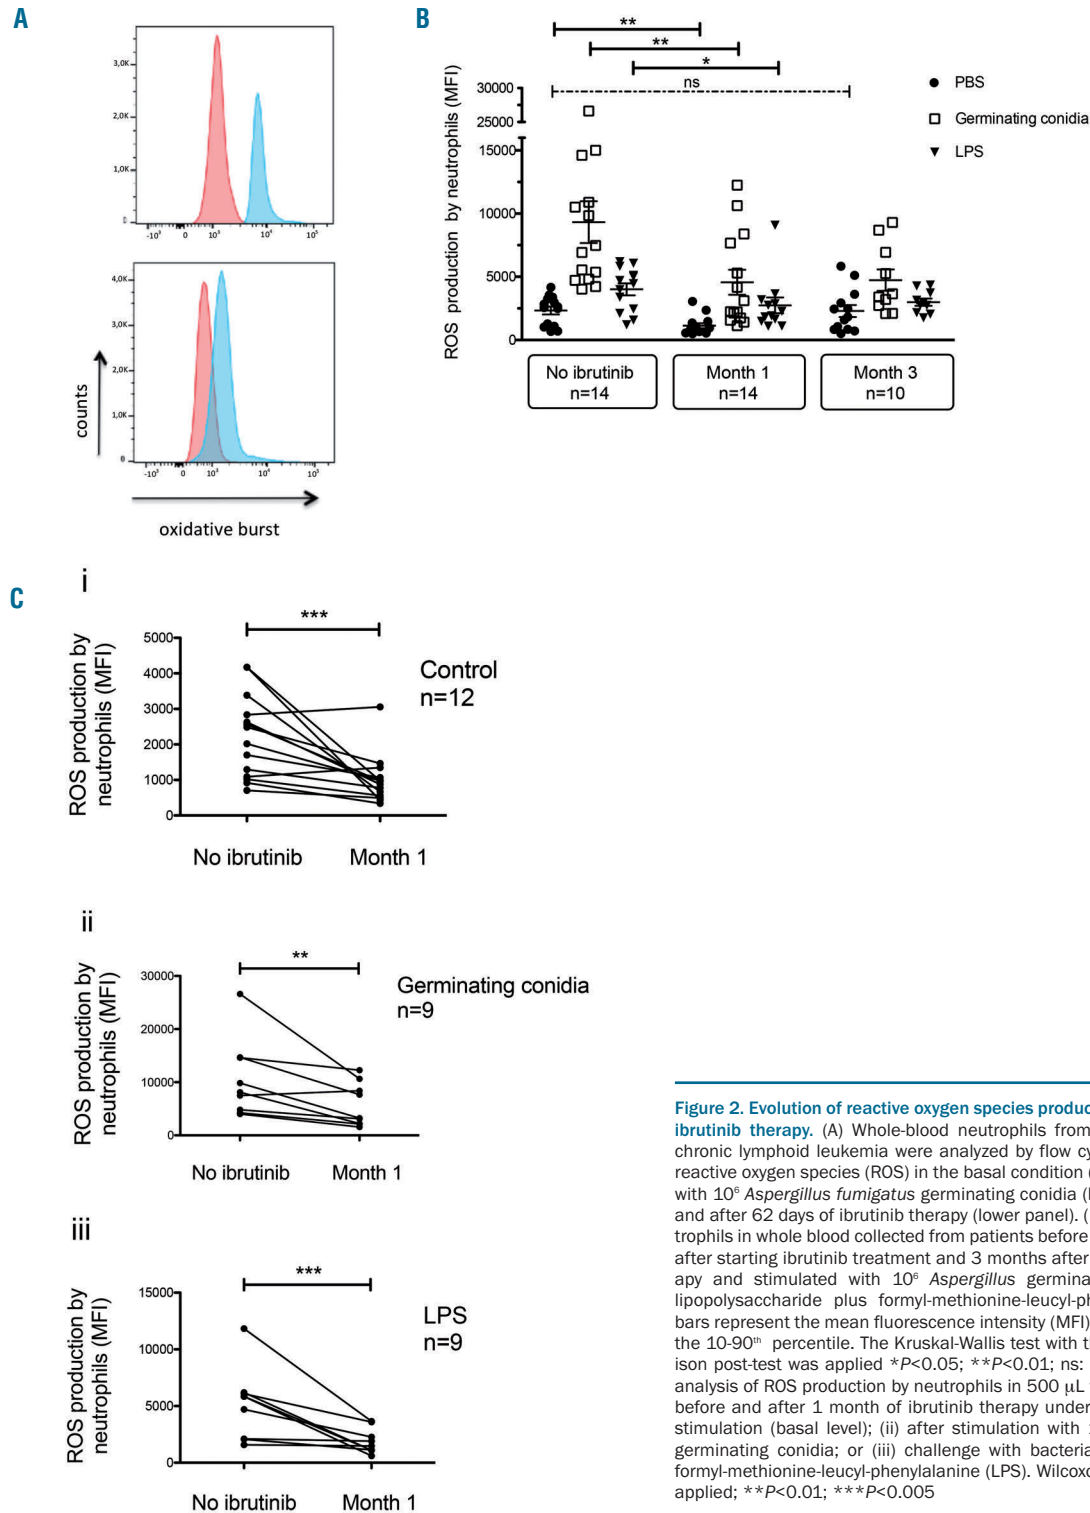 A
3,0K
2,0K
1,0K
0
-10³ 0 10³ 10⁴ 10⁵
4,0K
3,0K
2,0K
1,0K
0
-10³ 0 10³ 10⁴ 10⁵
counts
oxidative burst
B
**
**
*
ns
ROS production by neutrophils (MFI)
30000
25000
15000
10000
5000
0
PBS
Germinating conidia
LPS
No ibrutinib
n=14
Month 1
n=14
Month 3
n=10
C
i
***
ROS production by
neutrophils (MFI)
5000
4000
3000
2000
1000
0
Control
n=12
No ibrutinib Month 1
ii
**
ROS production by
neutrophils (MFI)
30000
20000
10000
0
Germinating conidia
n=9
No ibrutinib Month 1
iii
***
ROS production by
neutrophils (MFI)
15000
10000
5000
0
LPS
n=9
No ibrutinib Month 1
Figure 2. Evolution of reactive oxygen species produc
ibrutinib therapy. (A) Whole-blood neutrophils from
chronic lymphoid leukemia were analyzed by flow cy
reactive oxygen species (ROS) in the basal condition (
with 10⁶ Aspergillus fumigatus germinating conidia (
and after 62 days of ibrutinib therapy (lower panel). (
trophils in whole blood collected from patients before
after starting ibrutinib treatment and 3 months after
apy and stimulated with 10⁶ Aspergillus germina
lipopolysaccharide plus formyl-methionine-leucyl-ph
bars represent the mean fluorescence intensity (MFI)
the 10-90ᵗʰ percentile. The Kruskal-Wallis test with t
ison post-test was applied *P<0.05; **P<0.01; ns:
analysis of ROS production by neutrophils in 500 µL
before and after 1 month of ibrutinib therapy under
stimulation (basal level); (ii) after stimulation with
germinating conidia; or (iii) challenge with bacteria
formyl-methionine-leucyl-phenylalanine (LPS). Wilcoxo
applied; **P<0.01; ***P<0.005